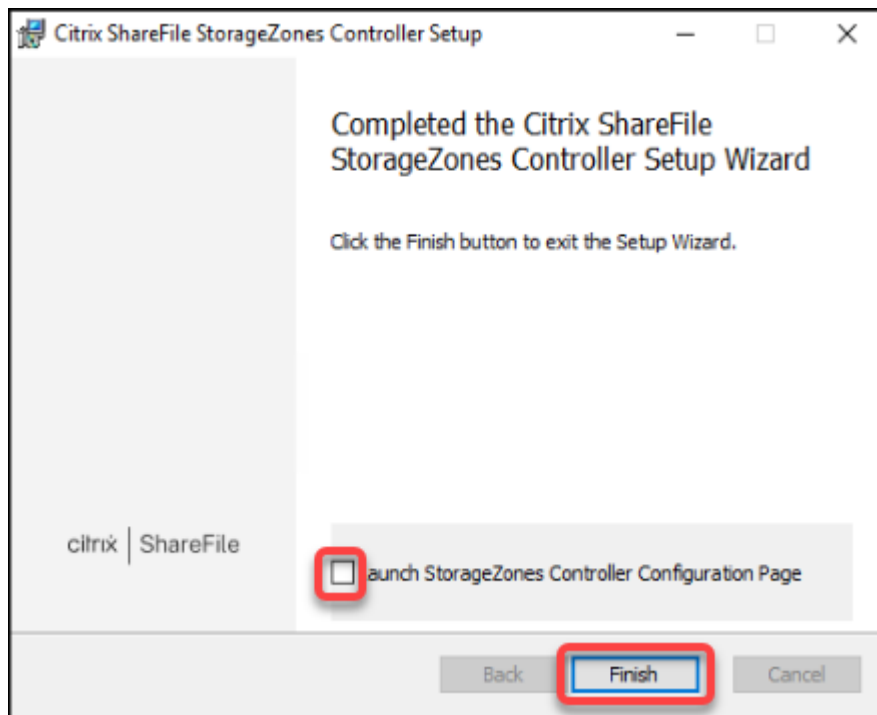 Citrix ShareFile StorageZones Controller Setup
Completed the Citrix ShareFile
StorageZones Controller Setup Wizard
Click the Finish button to exit the Setup Wizard.
citrix | ShareFile
aunch StorageZones Controller Configuration Page
Back
Finish
Cancel